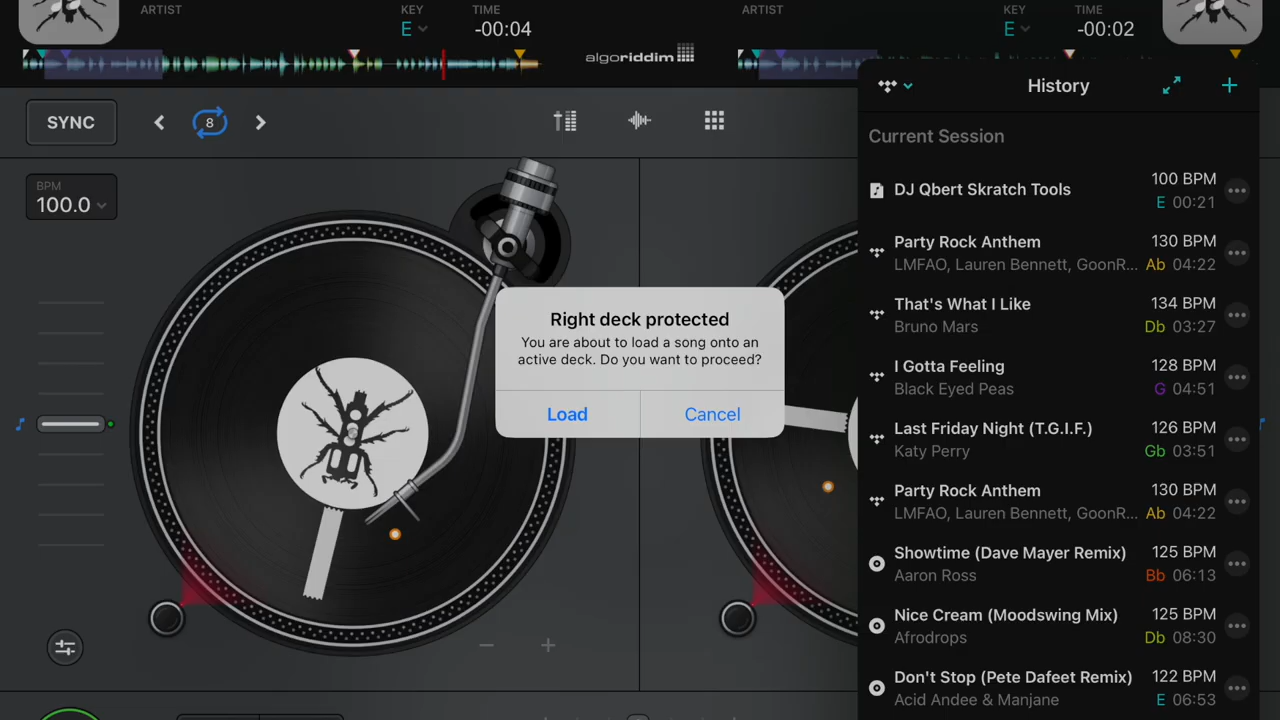 ARTIST
KEY
TIME
E
-00:04
ARTIST
KEY
TIME
E
-00:02
algoriddim
SYNC
8
BPM
100.0
Right deck protected
You are about to load a song onto an
active deck. Do you want to proceed?
Load
Cancel
History
Current Session
DJ Qbert Skratch Tools
100 BPM
E 00:21
Party Rock Anthem
130 BPM
LMFAO, Lauren Bennett, GoonR...
Ab 04:22
That's What I Like
134 BPM
Bruno Mars
Db 03:27
I Gotta Feeling
128 BPM
Black Eyed Peas
G 04:51
Last Friday Night (T.G.I.F.)
126 BPM
Katy Perry
Gb 03:51
Party Rock Anthem
130 BPM
LMFAO, Lauren Bennett, GoonR...
Ab 04:22
Showtime (Dave Mayer Remix)
125 BPM
Aaron Ross
Bb 06:13
Nice Cream (Moodswing Mix)
125 BPM
Afrodrops
Db 08:30
Don't Stop (Pete Dafeet Remix)
122 BPM
Acid Andee & Manjane
E 06:53